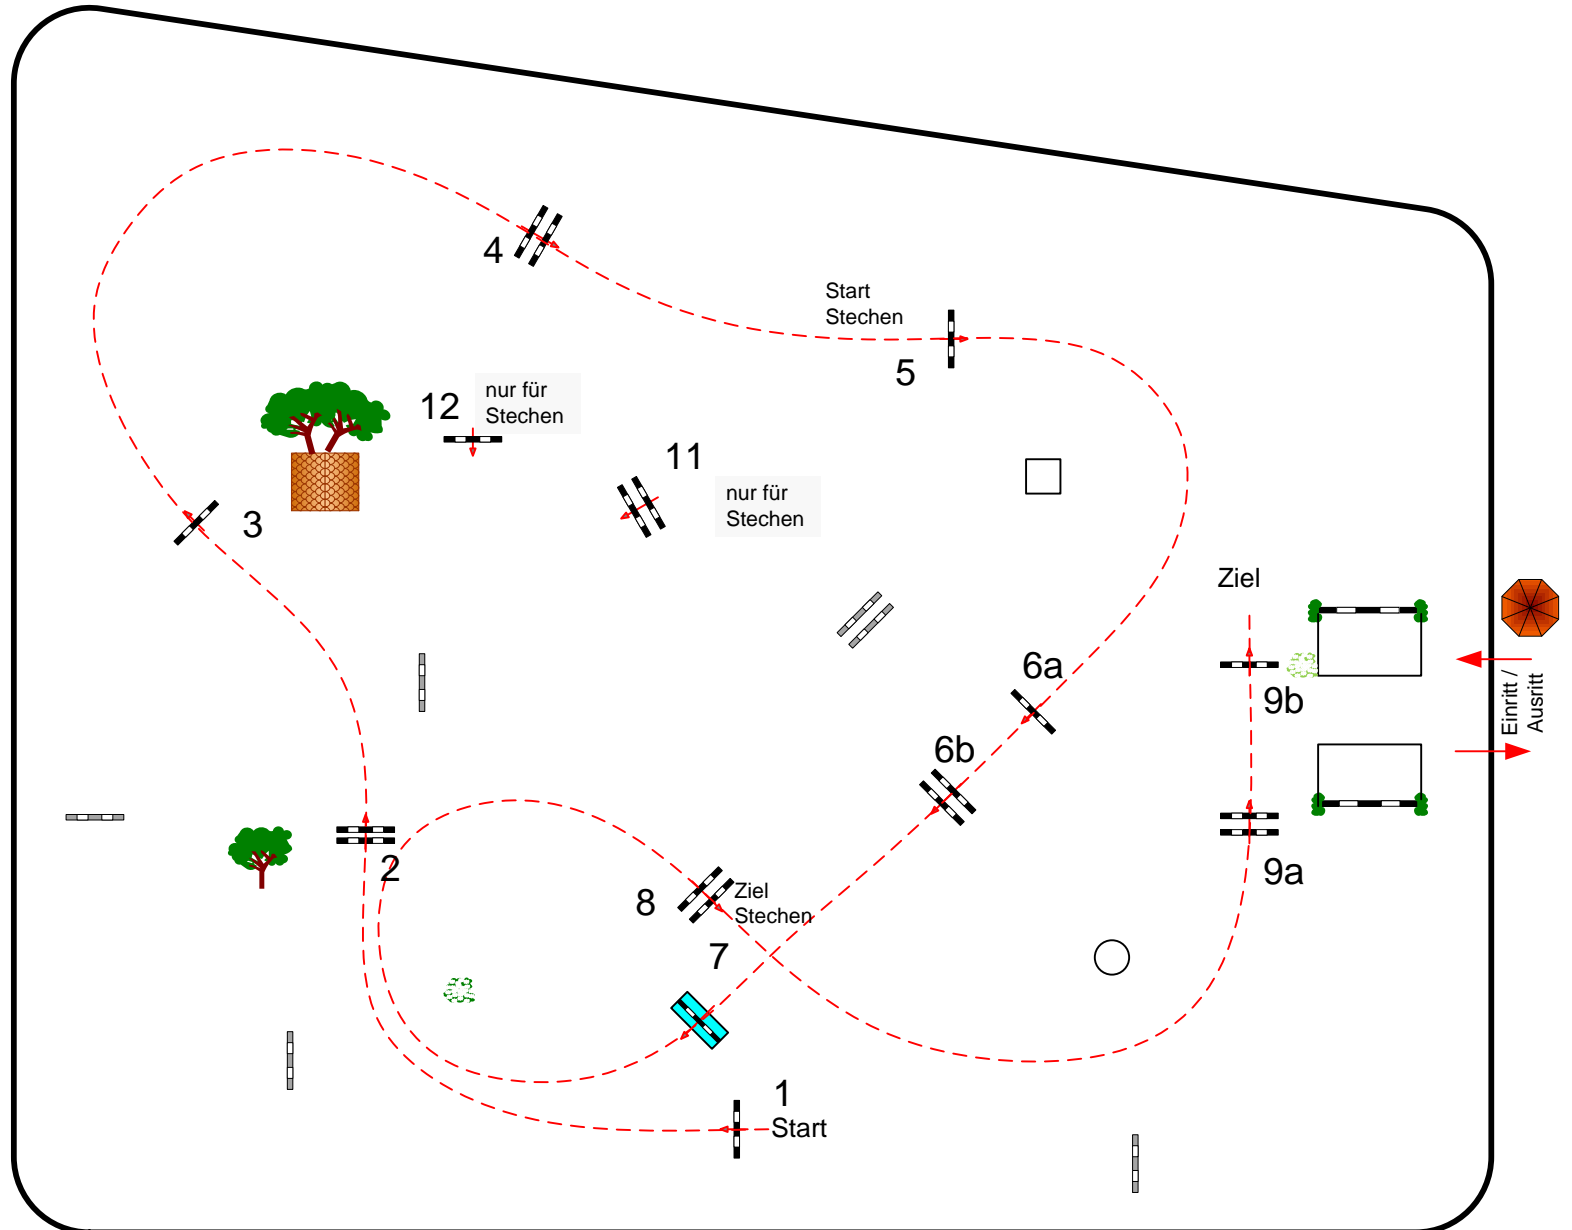 4
Start
Stechen
5
12
nur für
Stechen
11
nur für
Stechen
3
Ziel
6a
9b
Einritt /
Ausritt
6b
2
9a
8
Ziel
Stechen
7
1
Start